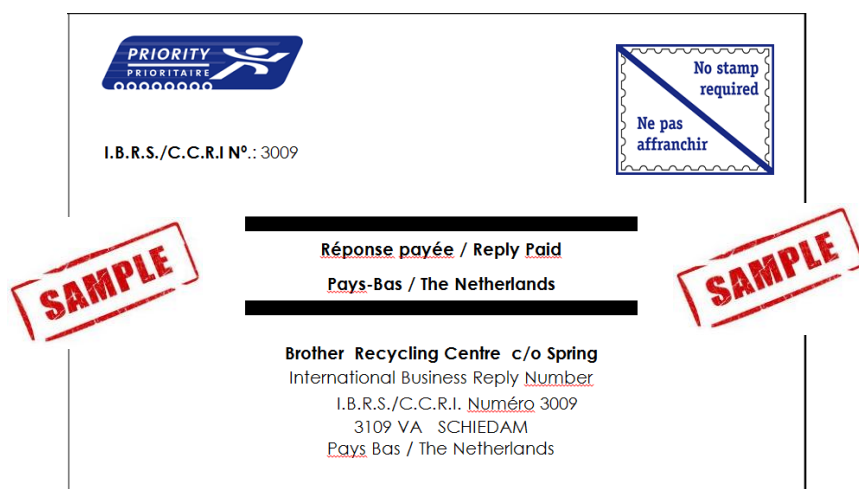 PRIORITY
PRIORITAIRE
No stamp
required
Ne pas
affranchir
I.B.R.S./C.C.R.I Nº.: 3009
SAMPLE
SAMPLE
Réponse payée / Reply Paid
Pays-Bas / The Netherlands
Brother Recycling Centre c/o Spring
International Business Reply Number
I.B.R.S./C.C.R.I. Numéro 3009
3109 VA SCHIEDAM
Pays Bas / The Netherlands